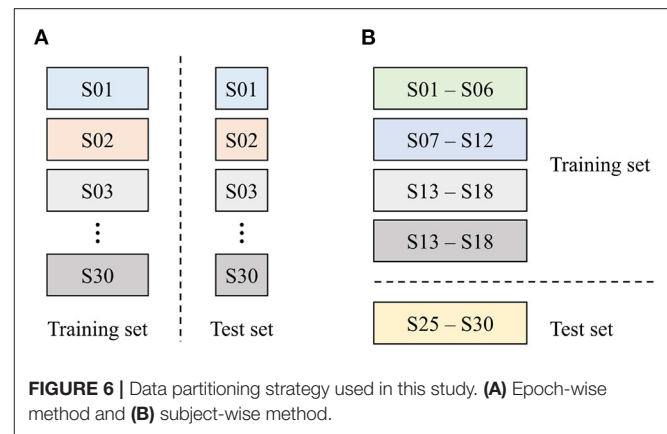 A
S01
S02
S03
⋮
S30
Training set
S01
S02
S03
⋮
S30
Test set
B
S01 – S06
S07 – S12
S13 – S18
S13 – S18
Training set
S25 – S30
Test set
FIGURE 6 | Data partitioning strategy used in this study. (A) Epoch-wise
method and (B) subject-wise method.